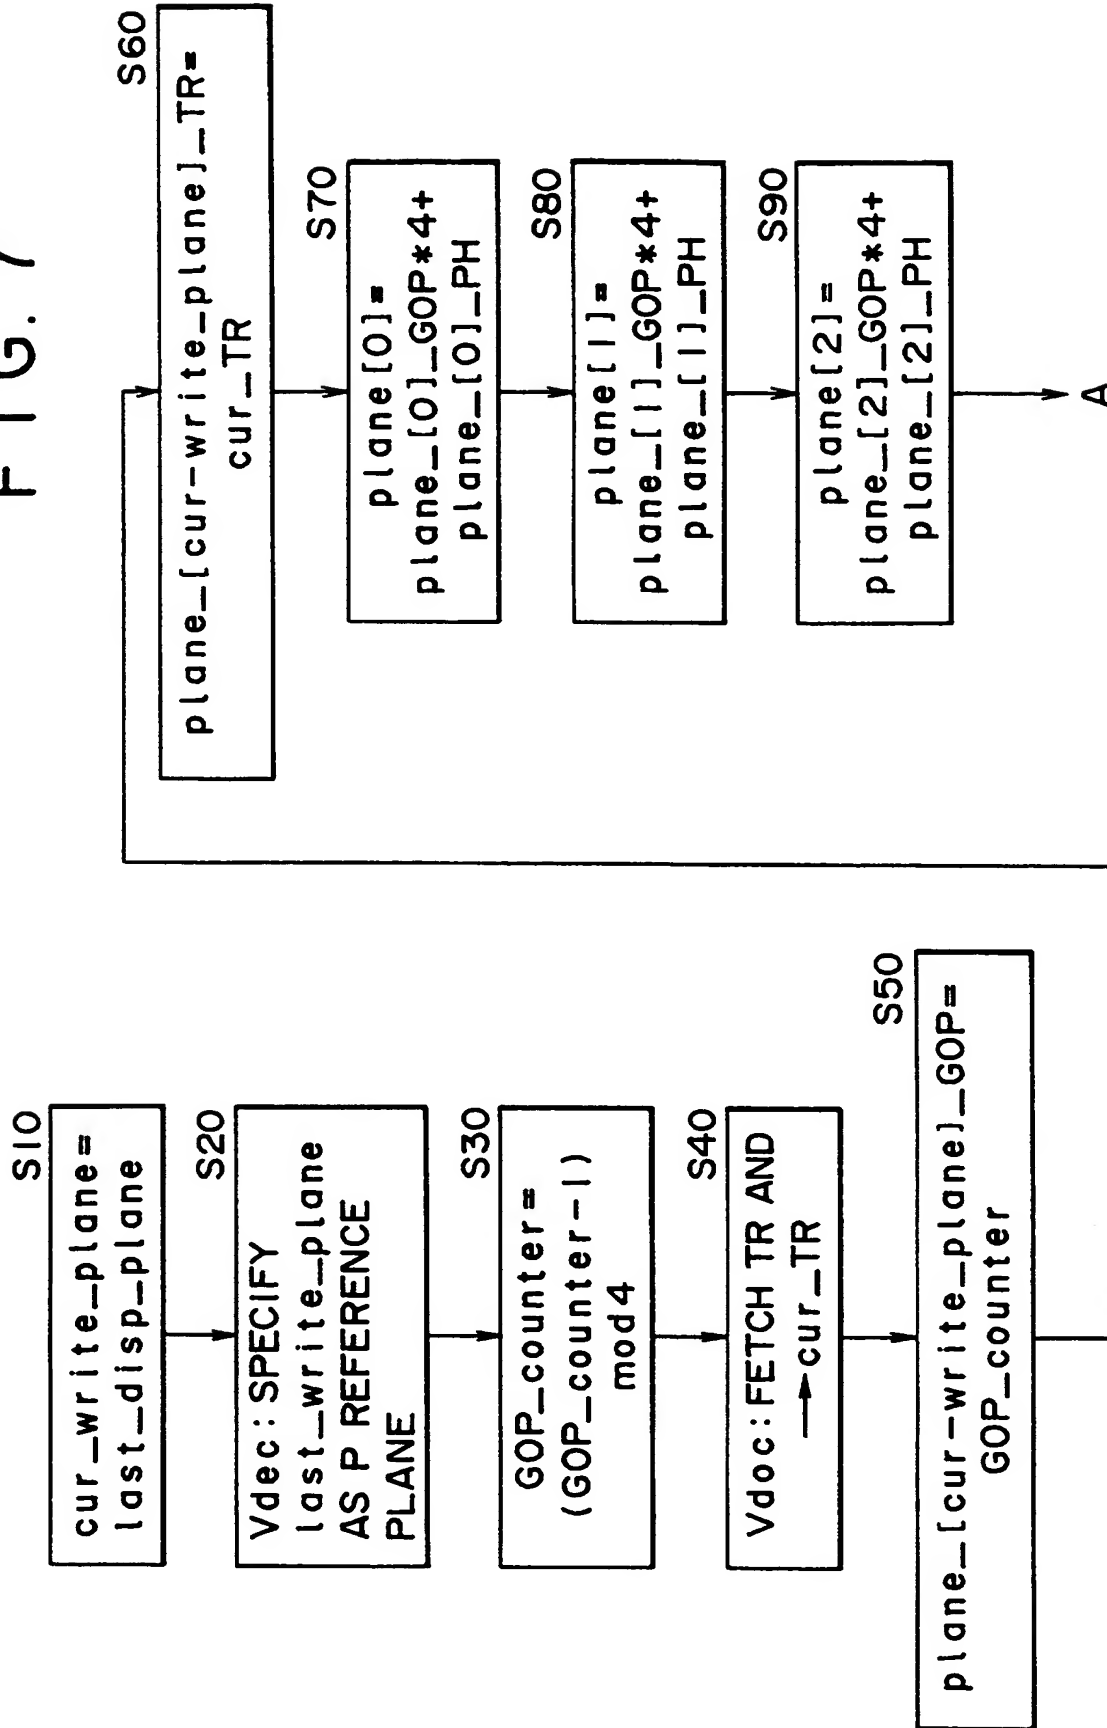 FIG. 7
S10
cur_write_plane=
last_disp_plane
S20
Vdec::SPECIFY
last_write_plane
AS P REFERENCE
PLANE
S30
GOP_counter=
(GOP_counter-1)
mod4
S40
Vdoc::FETCH TR AND
→cur_TR
S50
plane_[cur-write_plane]_GOP=
GOP_counter
S60
plane_[cur-write_plane]_TR=
cur_TR
S70
plane[0]=
plane_[0]_GOP*4+
plane_[0]_PH
S80
plane[1]=
plane_[1]_GOP*4+
plane_[1]_PH
S90
plane[2]=
plane_[2]_GOP*4+
plane_[2]_PH
A